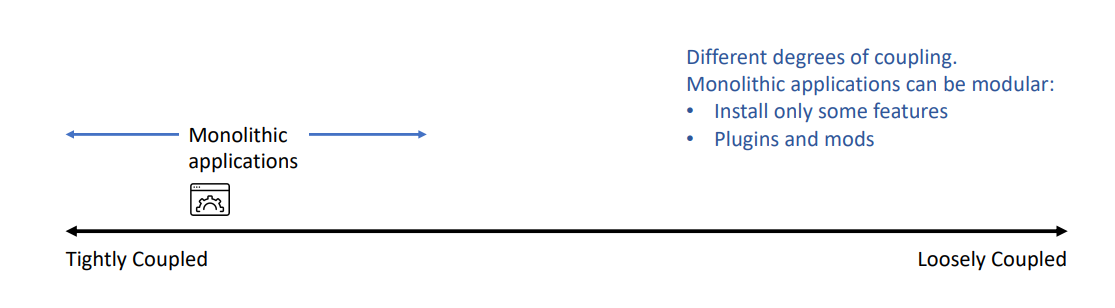 Different degrees of coupling.
Monolithic applications can be modular:
• Install only some features
• Plugins and mods
Monolithic
applications
Tightly Coupled
Loosely Coupled